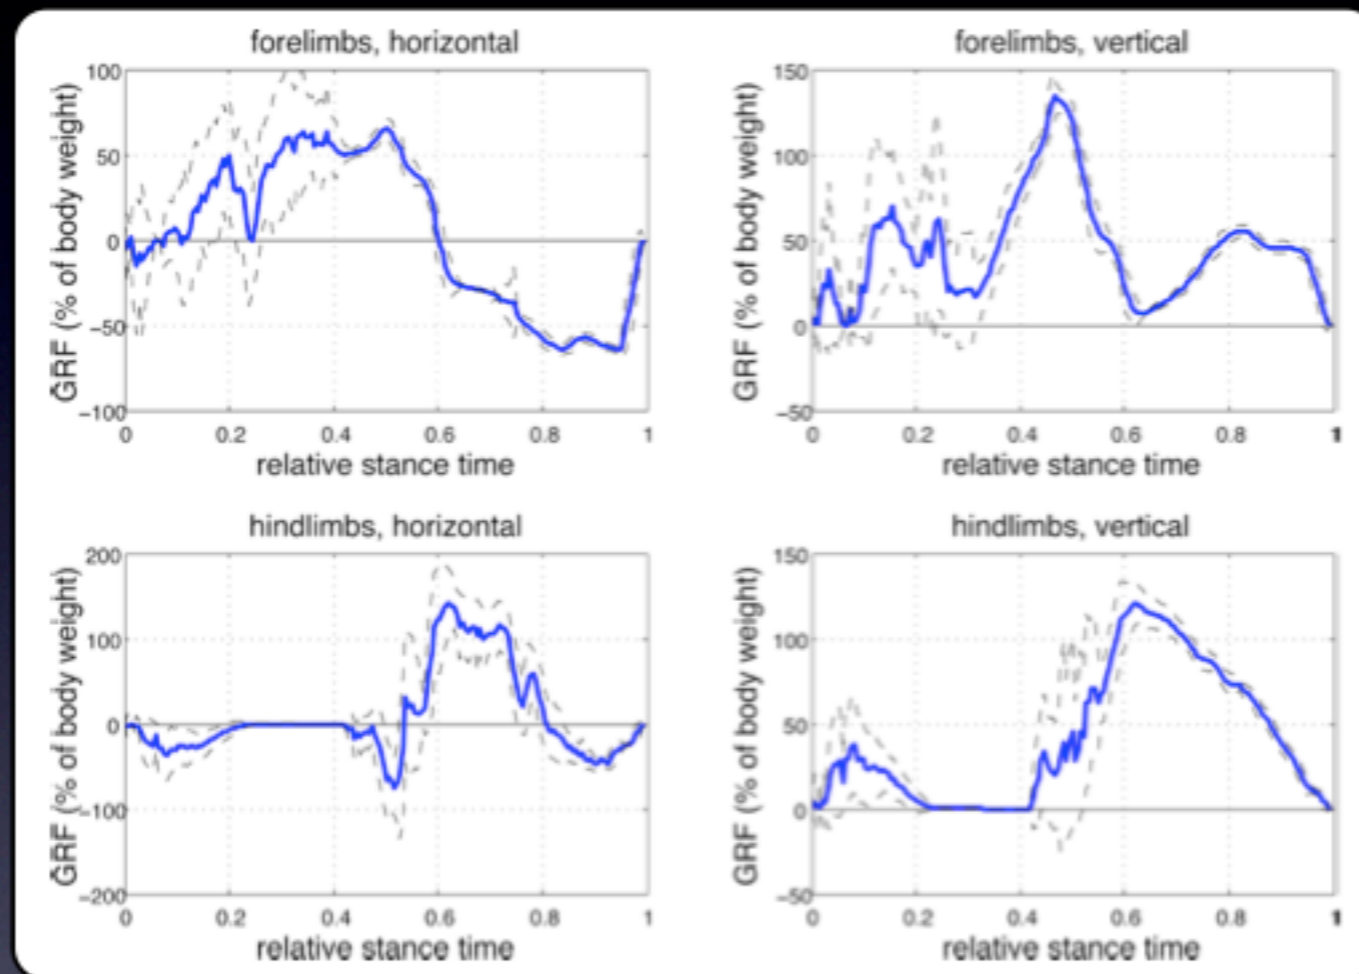 forelimbs, horizontal
GRF (% of body weight)
100
50
0
−50
−100
0 0.2 0.4 0.6 0.8 1
relative stance time
forelimbs, vertical
GRF (% of body weight)
150
100
50
0
−50
0 0.2 0.4 0.6 0.8 1
relative stance time
hindlimbs, horizontal
GRF (% of body weight)
200
100
0
−100
−200
0 0.2 0.4 0.6 0.8 1
relative stance time
hindlimbs, vertical
GRF (% of body weight)
150
100
50
0
−50
0 0.2 0.4 0.6 0.8 1
relative stance time